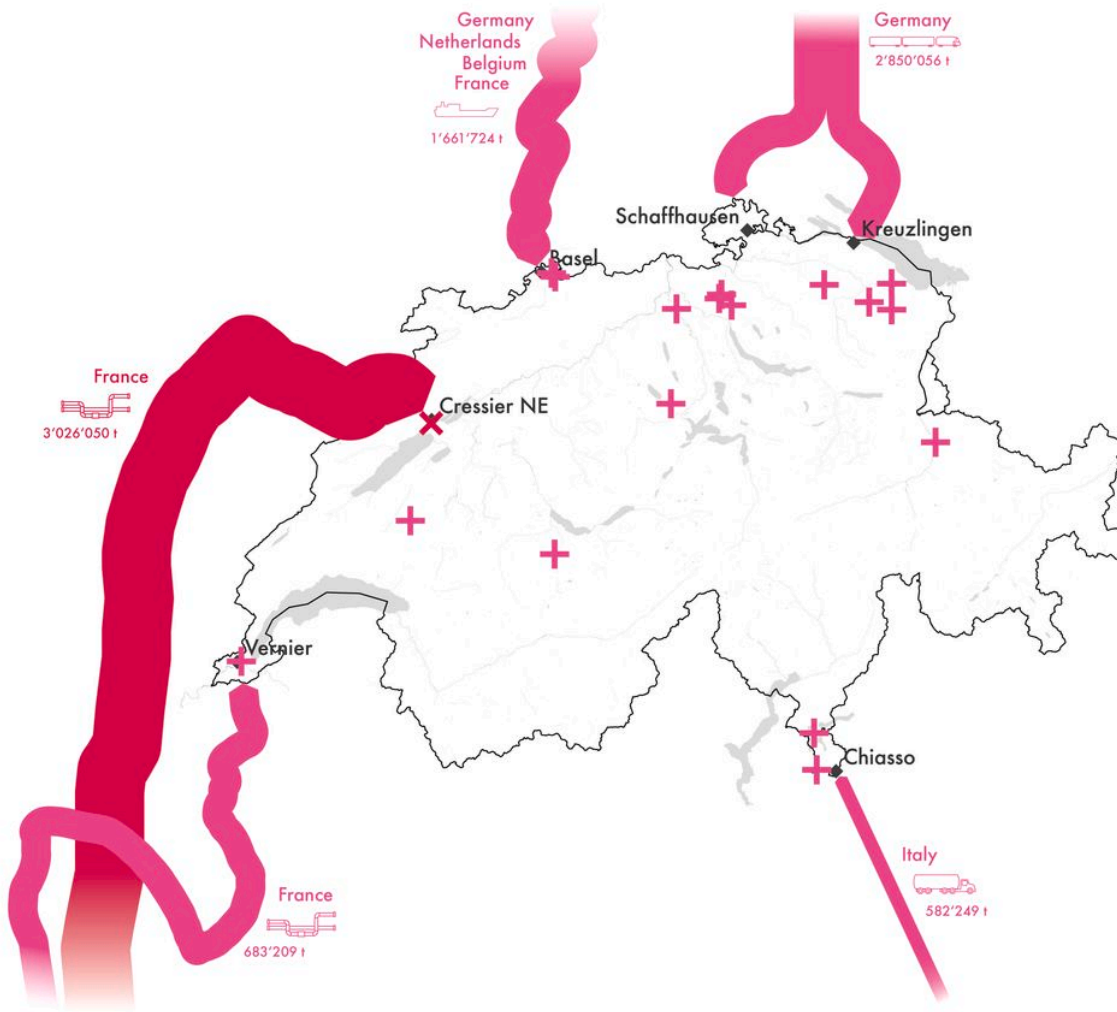 Germany
Netherlands
Belgium
France
1'661'724 t
Germany
2'850'056 t
Schaffhausen
Kreuzlingen
Basel
France
3'026'050 t
Cressier NE
Vernier
Chiasso
Italy
582'249 t
France
683'209 t